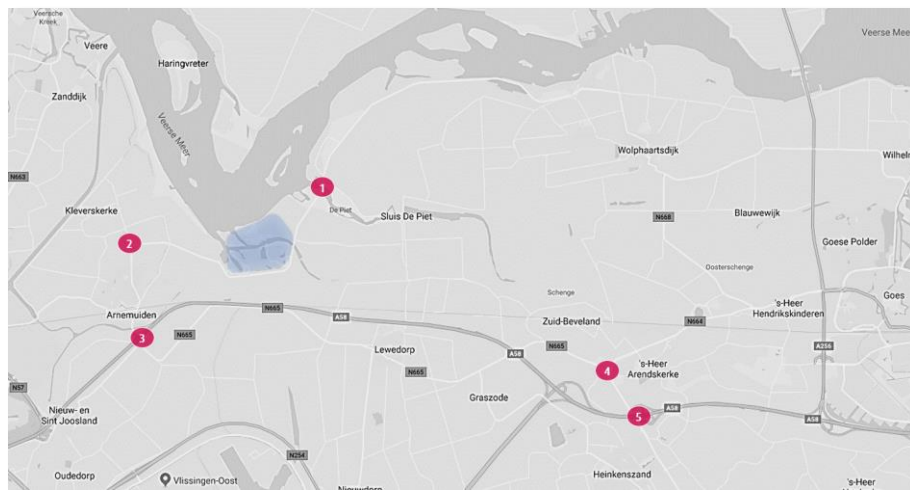 Veersche
Kreek
Veere
Haringvreter
Veerse Meer
Zanddijk
Veerse Meer
Wolphaartsdijk
Wilhelm
N663
1
De Piet
Sluis De Piet
Kleverskerke
N668
Blauwewijk
2
Goese Polder
Oosterschenge
Schenge
's-Heer
Hendrikskinderen
Goes
N665
Arnemuiden
A58
Zuid-Beveland
N664
3
N665
Lewedorp
A58
N665
A256
4
's-Heer
Arendskerke
N665
N57
Graszode
Nieuw- en
Sint Joosland
5
A58
A58
N254
Oudedorp
Vlissingen-Oost
Heinkenszand
's-Heer
Nieuwdorp